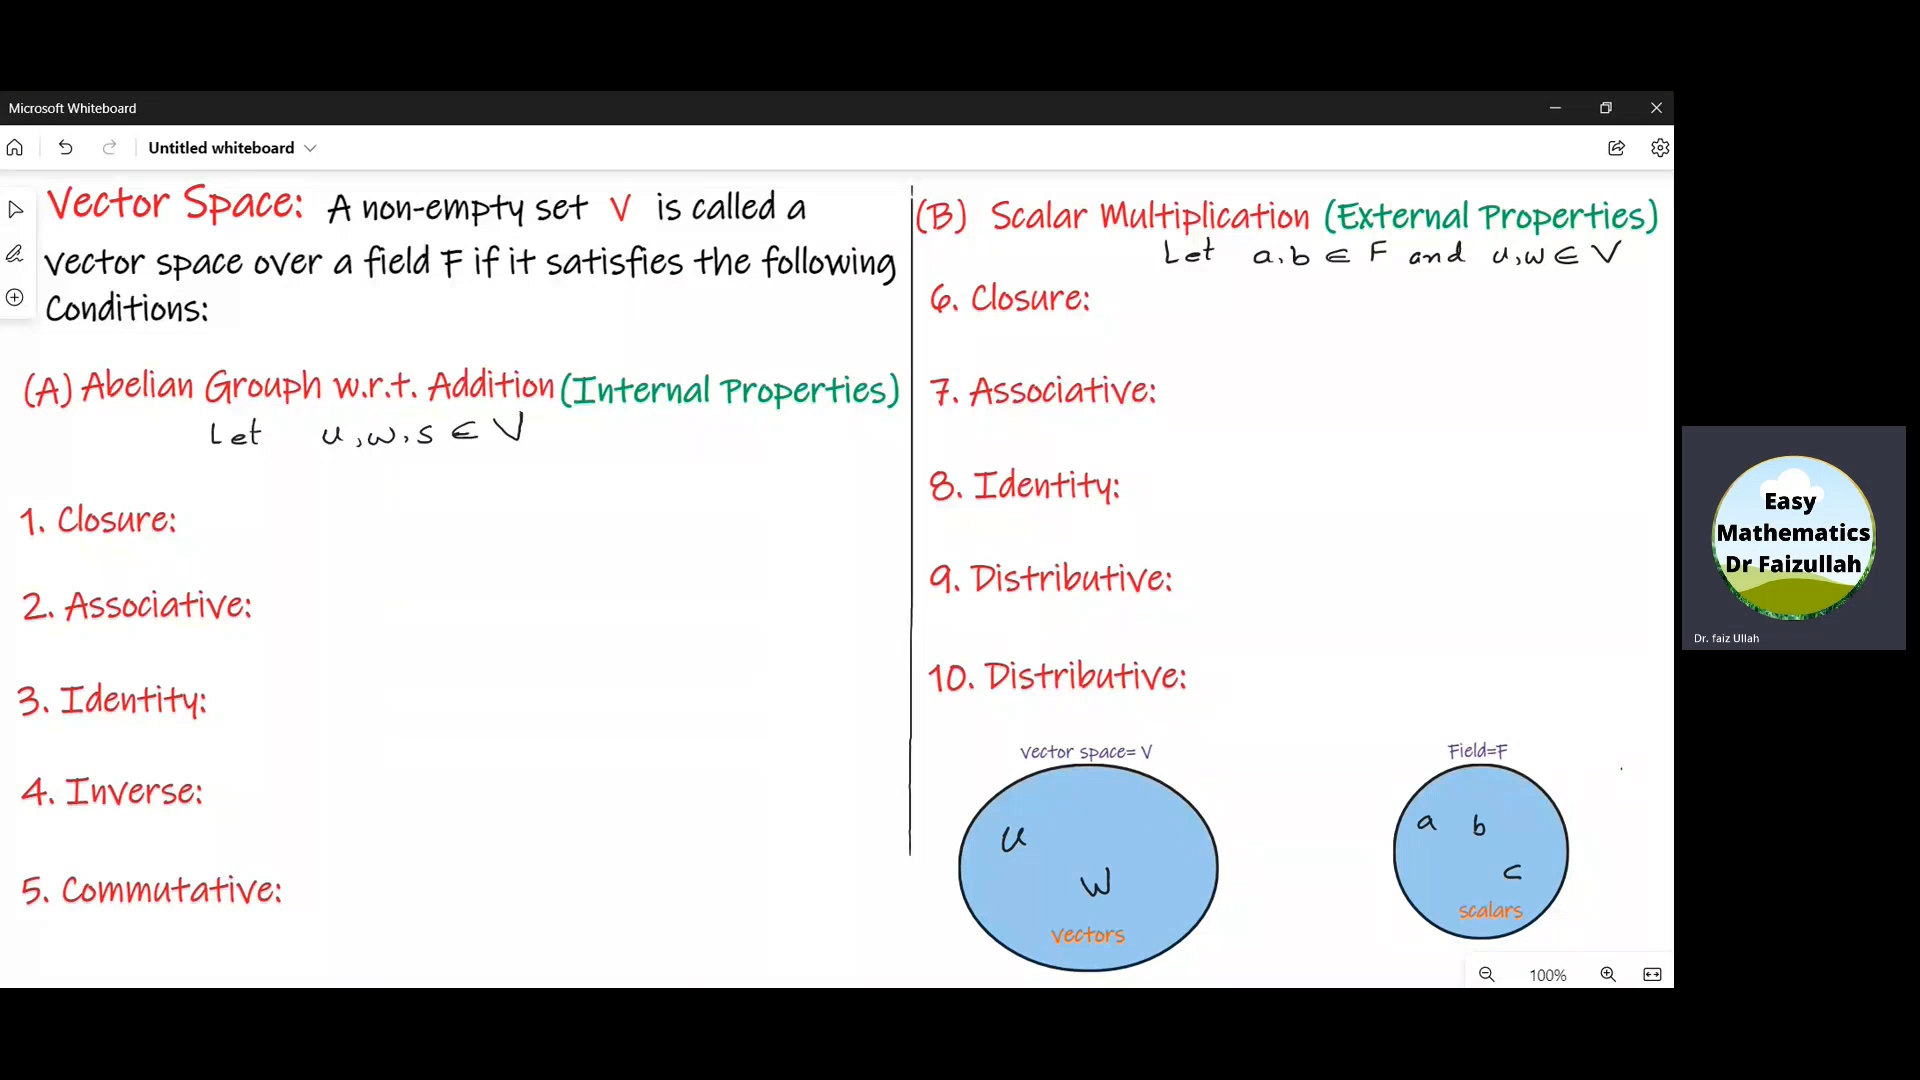 Microsoft Whiteboard
Untitled whiteboard
Vector Space: A non-empty set V is called a
vector space over a field F if it satisfies the following
Conditions:
(A) Abelian Grouph w.r.t. Addition (Internal Properties)
Let u, w, s ∈ V
1. Closure:
2. Associative:
3. Identity:
4. Inverse:
5. Commutative:
(B) Scalar Multiplication (External Properties)
Let a, b ∈ F and u, w ∈ V
6. Closure:
7. Associative:
8. Identity:
9. Distributive:
10. Distributive:
vector space= V
u
w
vectors
Field=F
a b
c
scalars
100%
Easy
Mathematics
Dr Faizullah
Dr. faiz Ullah